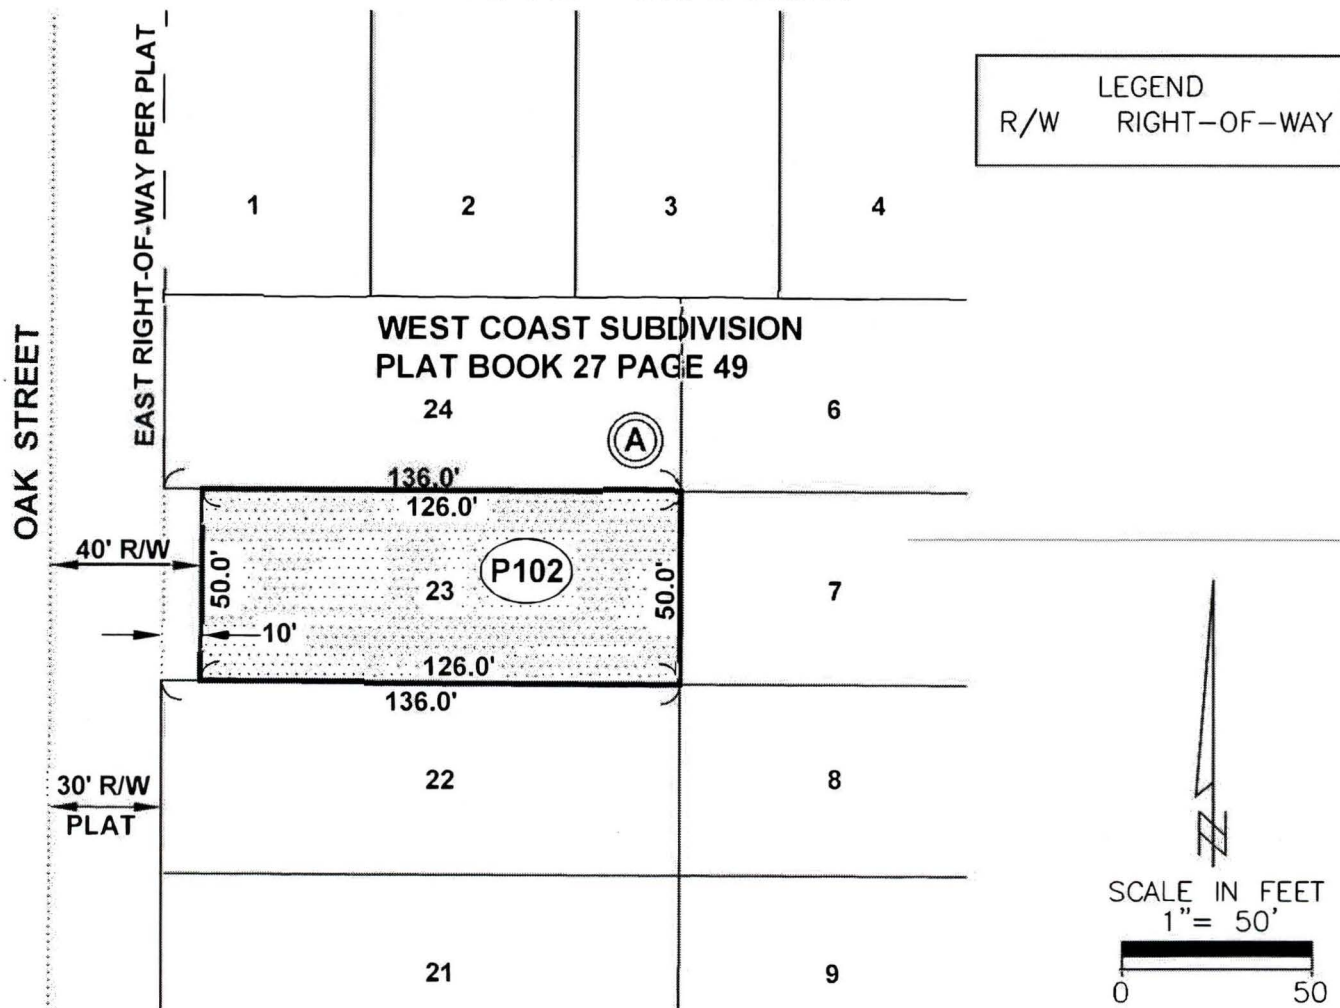 LEGEND
R/W RIGHT-OF-WAY
OAK STREET
EAST RIGHT-OF-WAY PER PLAT
1
2
3
4
WEST COAST SUBDIVISION
PLAT BOOK 27 PAGE 49
24
A
6
136.0'
126.0'
40' R/W
50.0'
23
P102
50.0'
7
10'
126.0'
136.0'
30' R/W
PLAT
22
8
21
9
N
SCALE IN FEET
1"= 50'
0 50